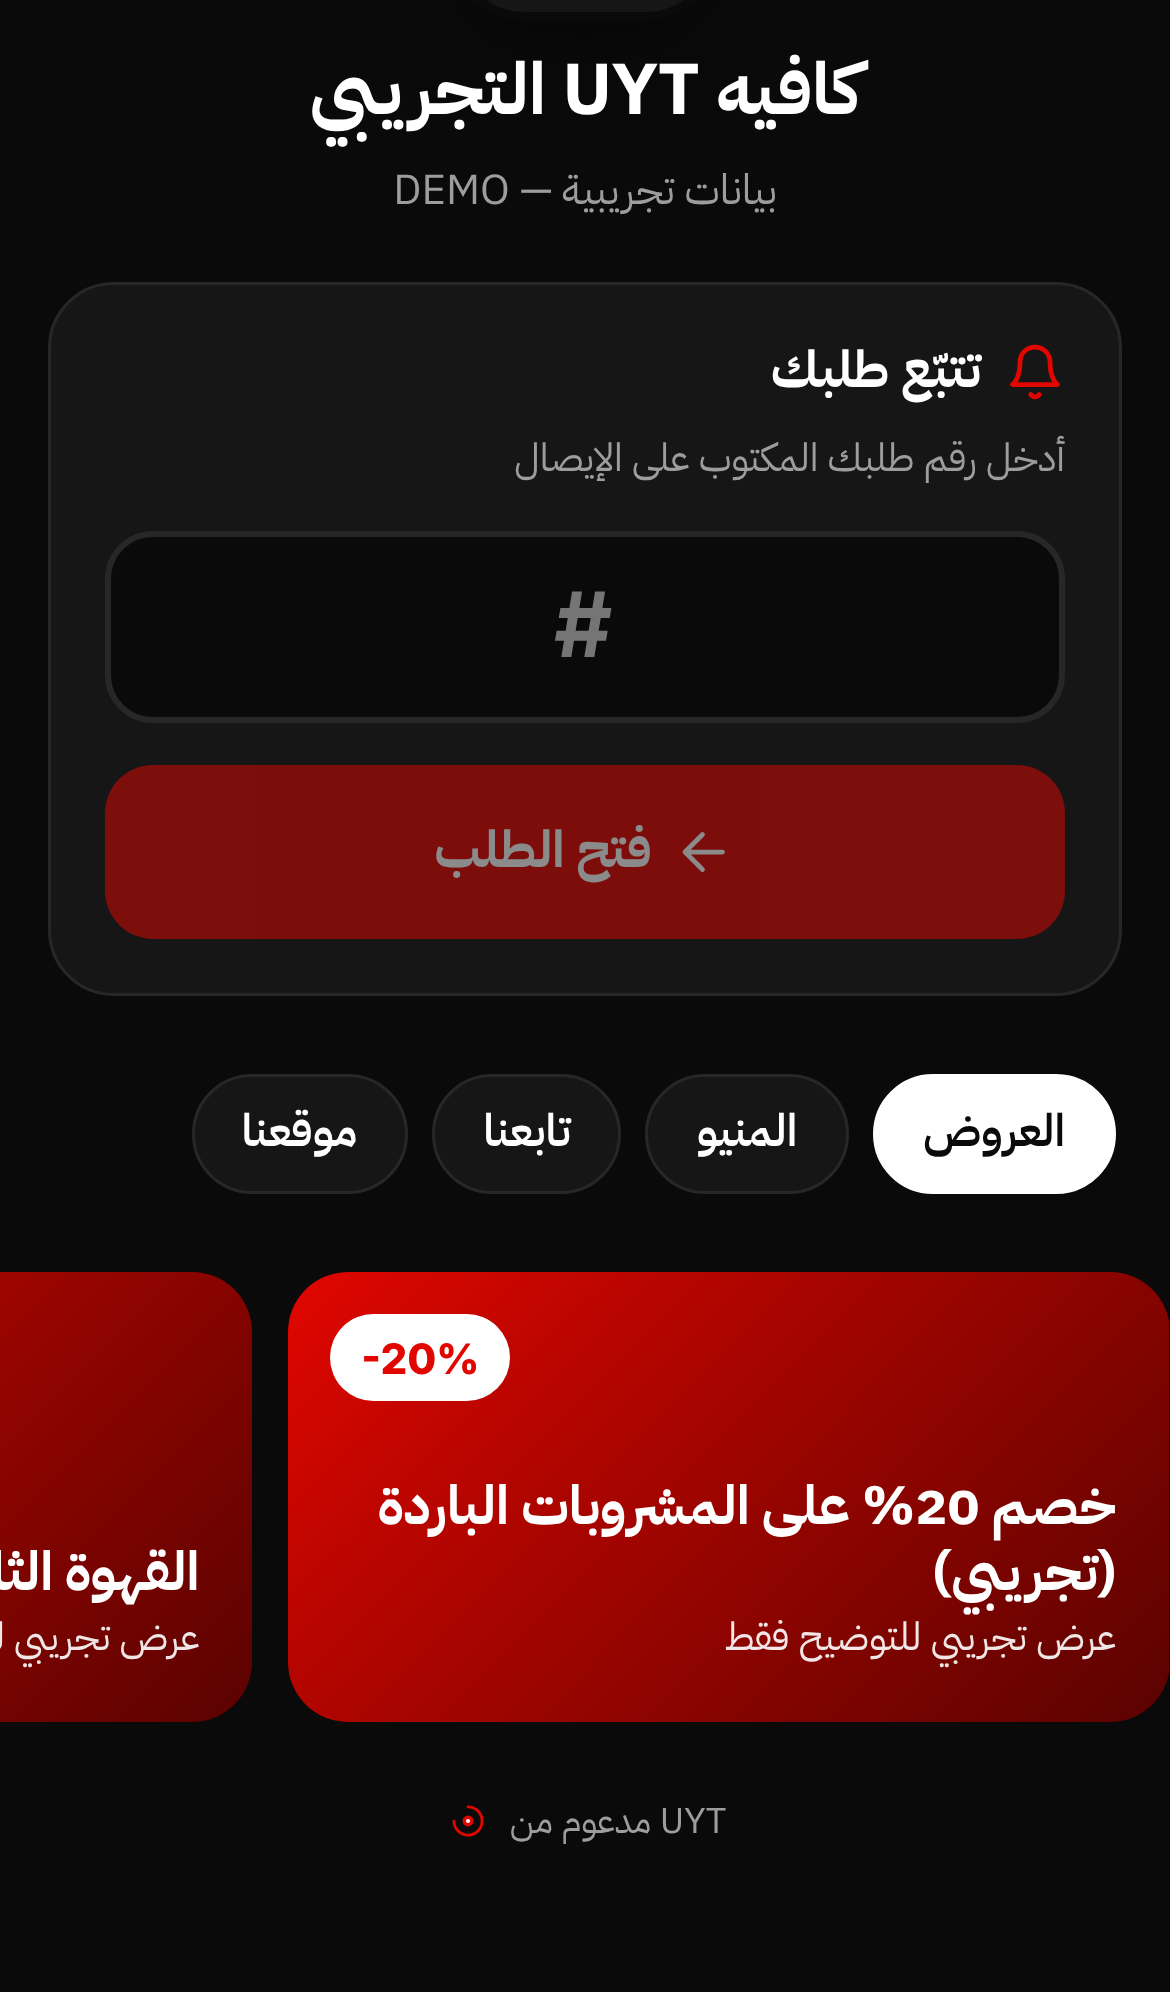 كافيه UYT التجريبي
بيانات تجريبية — DEMO
تتبّع طلبك
أدخل رقم طلبك المكتوب على الإيصال
#
فتح الطلب
العروض
المنيو
تابعنا
موقعنا
-20%
خصم 20% على المشروبات الباردة
(تجريبي)
عرض تجريبي للتوضيح فقط
القهوة
عرض تجريبي
UYT مدعوم من